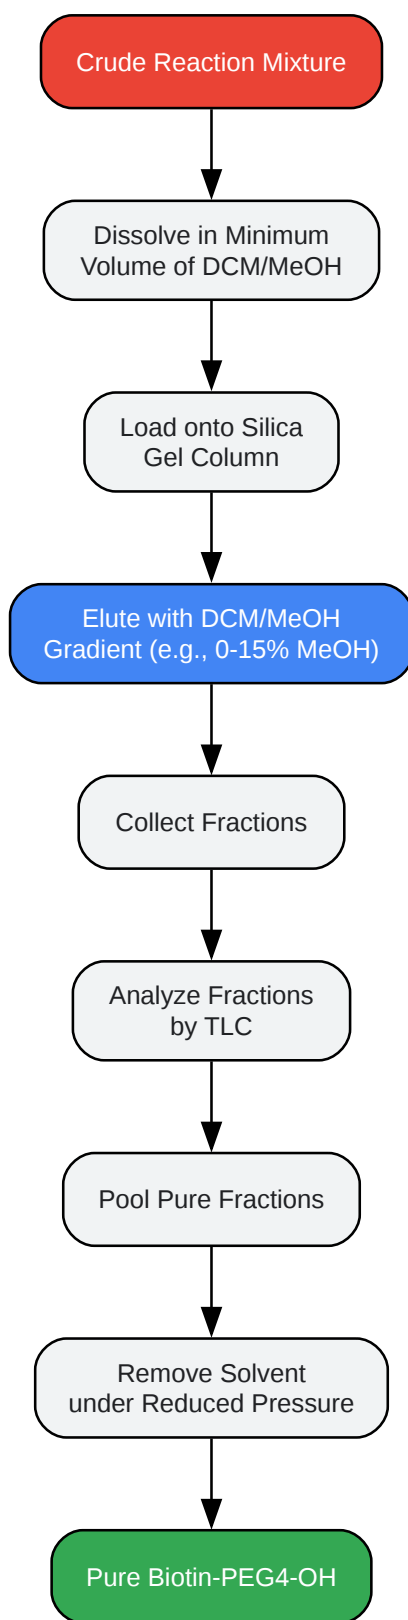 Crude Reaction Mixture
Dissolve in Minimum
Volume of DCM/MeOH
Load onto Silica
Gel Column
Elute with DCM/MeOH
Gradient (e.g., 0-15% MeOH)
Collect Fractions
Analyze Fractions
by TLC
Pool Pure Fractions
Remove Solvent
under Reduced Pressure
Pure Biotin-PEG4-OH